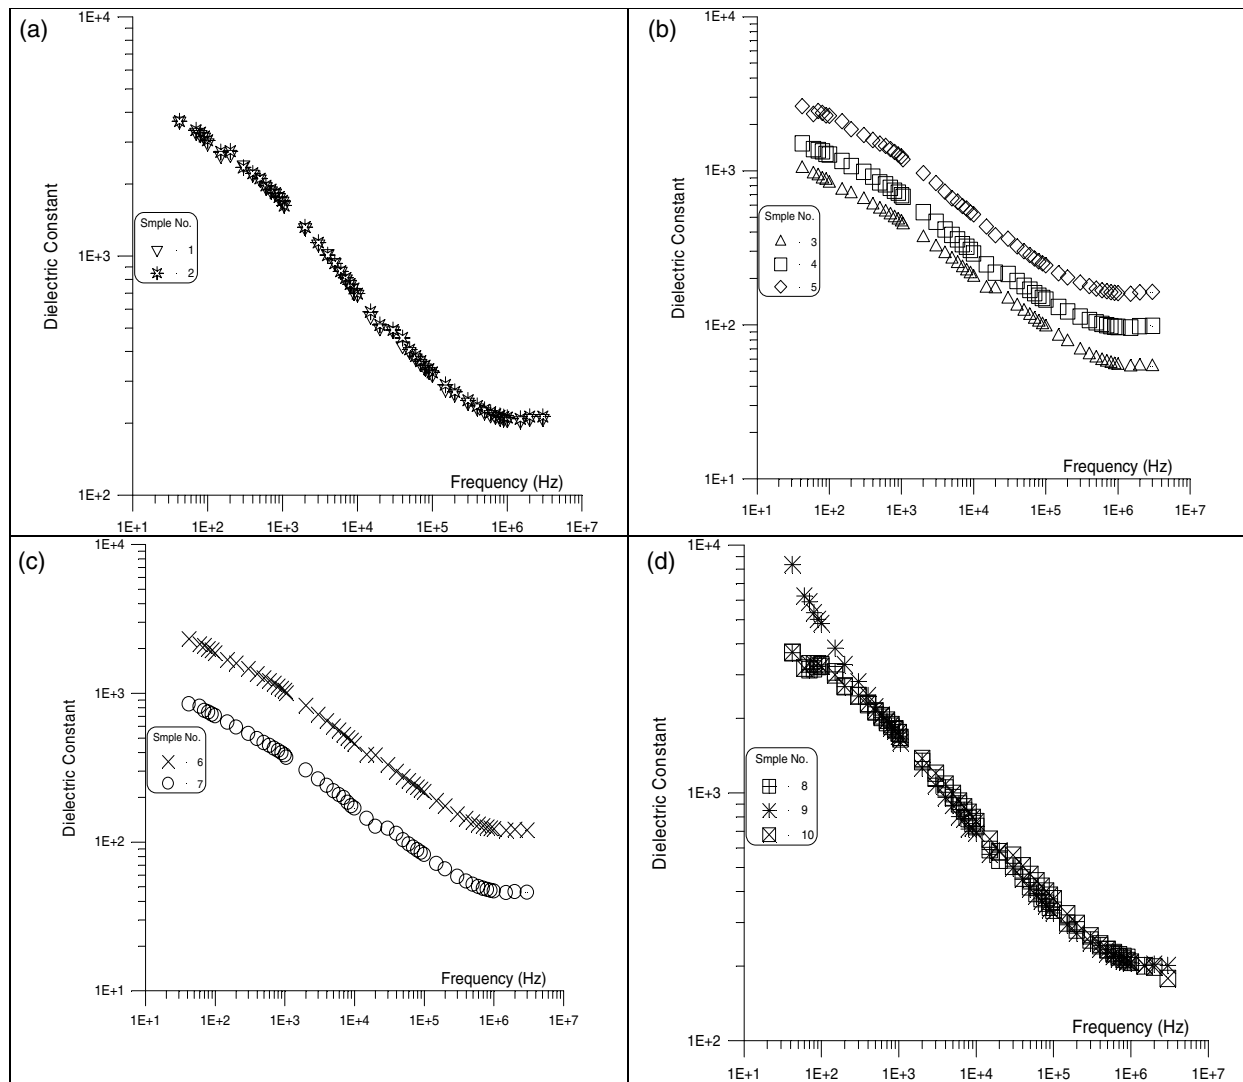 (a)
1E+4
1E+3
1E+2
Dielectric Constant
Smple No.
1
2
Frequency (Hz)
1E+1 1E+2 1E+3 1E+4 1E+5 1E+6 1E+7
(b)
1E+4
1E+3
1E+2
1E+1
Dielectric Constant
Smple No.
3
4
5
Frequency (Hz)
1E+1 1E+2 1E+3 1E+4 1E+5 1E+6 1E+7
(c)
1E+4
1E+3
1E+2
1E+1
Dielectric Constant
Smple No.
6
7
Frequency (Hz)
1E+1 1E+2 1E+3 1E+4 1E+5 1E+6 1E+7
(d)
1E+4
1E+3
1E+2
Dielectric Constant
Smple No.
8
9
10
Frequency (Hz)
1E+1 1E+2 1E+3 1E+4 1E+5 1E+6 1E+7